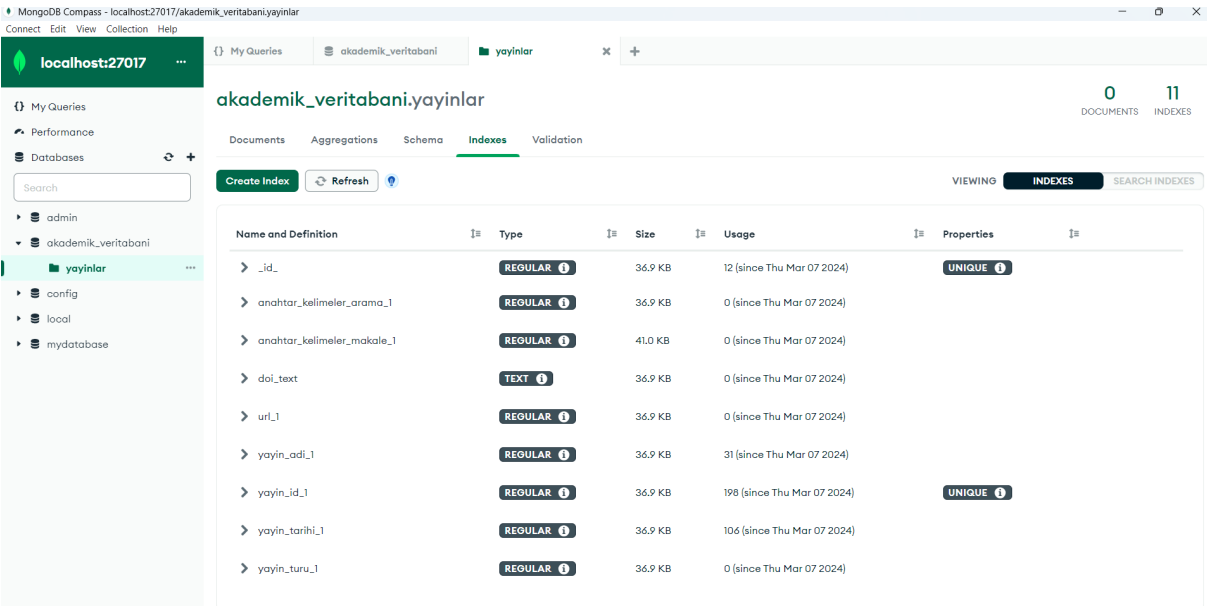 MongoDB Compass - localhost:27017/akademik_veritabani.yayinlar
Connect Edit View Collection Help
localhost:27017 ...
{} My Queries
akademik_veritabani
yayinlar
akademik_veritabani.yayinlar
0 DOCUMENTS
11 INDEXES
My Queries
Performance
Databases
Search
admin
akademik_veritabani
yayinlar ...
config
local
mydatabase
Documents Aggregations Schema Indexes Validation
Create Index Refresh
VIEWING INDEXES SEARCH INDEXES
Name and Definition Type Size Usage Properties
_id_ REGULAR 36.9 KB 12 (since Thu Mar 07 2024) UNIQUE
anahtar_kelimeler_arama_1 REGULAR 36.9 KB 0 (since Thu Mar 07 2024)
anahtar_kelimeler_makale_1 REGULAR 41.0 KB 0 (since Thu Mar 07 2024)
doi_text TEXT 36.9 KB 0 (since Thu Mar 07 2024)
url_1 REGULAR 36.9 KB 0 (since Thu Mar 07 2024)
yayin_adi_1 REGULAR 36.9 KB 31 (since Thu Mar 07 2024)
yayin_id_1 REGULAR 36.9 KB 198 (since Thu Mar 07 2024) UNIQUE
yayin_tarihi_1 REGULAR 36.9 KB 106 (since Thu Mar 07 2024)
yayin_turu_1 REGULAR 36.9 KB 0 (since Thu Mar 07 2024)